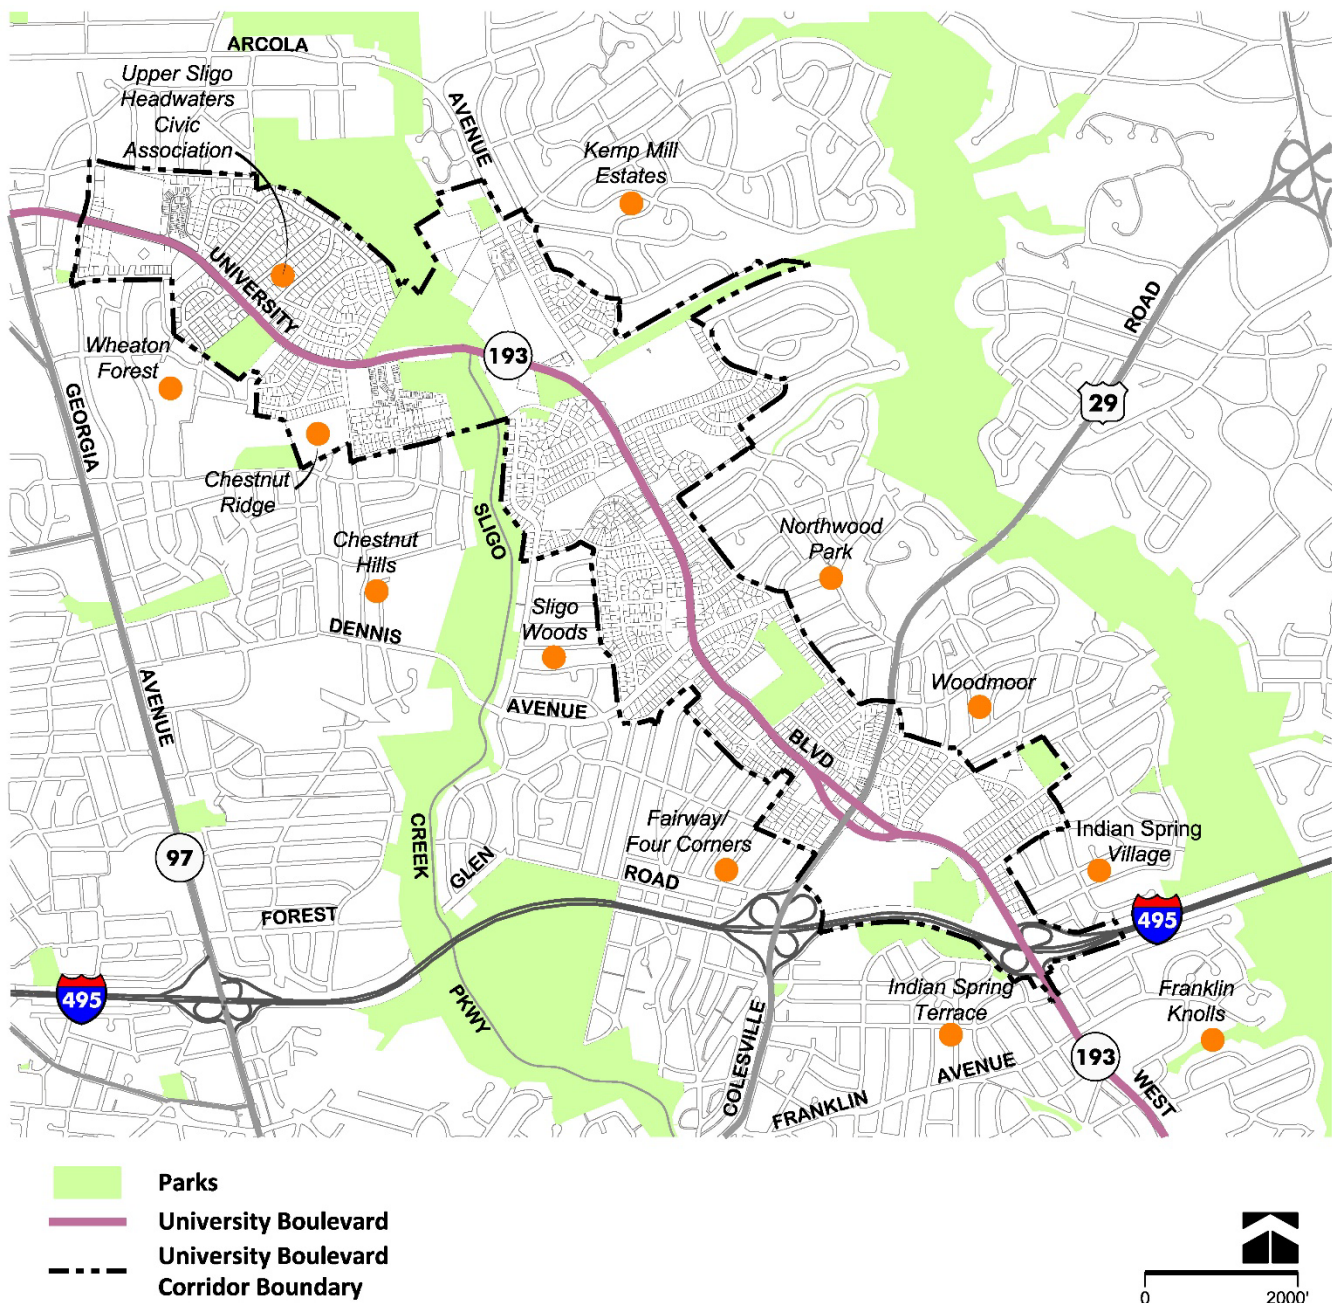 ARCOLA
AVENUE
Upper Sligo
Headwaters
Civic
Association
Kemp Mill
Estates
UNIVERSITY
193
Wheaton
Forest
GEORGIA
ROAD
29
Chestnut
Ridge
SLIGO
Chestnut
Hills
Northwood
Park
Sligo
Woods
DENNIS
AVENUE
AVENUE
Woodmoor
BLVD
Fairway/
Four Corners
Indian Spring
Village
97
CREEK
GLEN
ROAD
FOREST
495
495
PKWY
COLESVILLE
Indian Spring
Terrace
Franklin
Knolls
193
AVENUE
FRANKLIN
WEST
Parks
University Boulevard
University Boulevard
Corridor Boundary
0 2000'